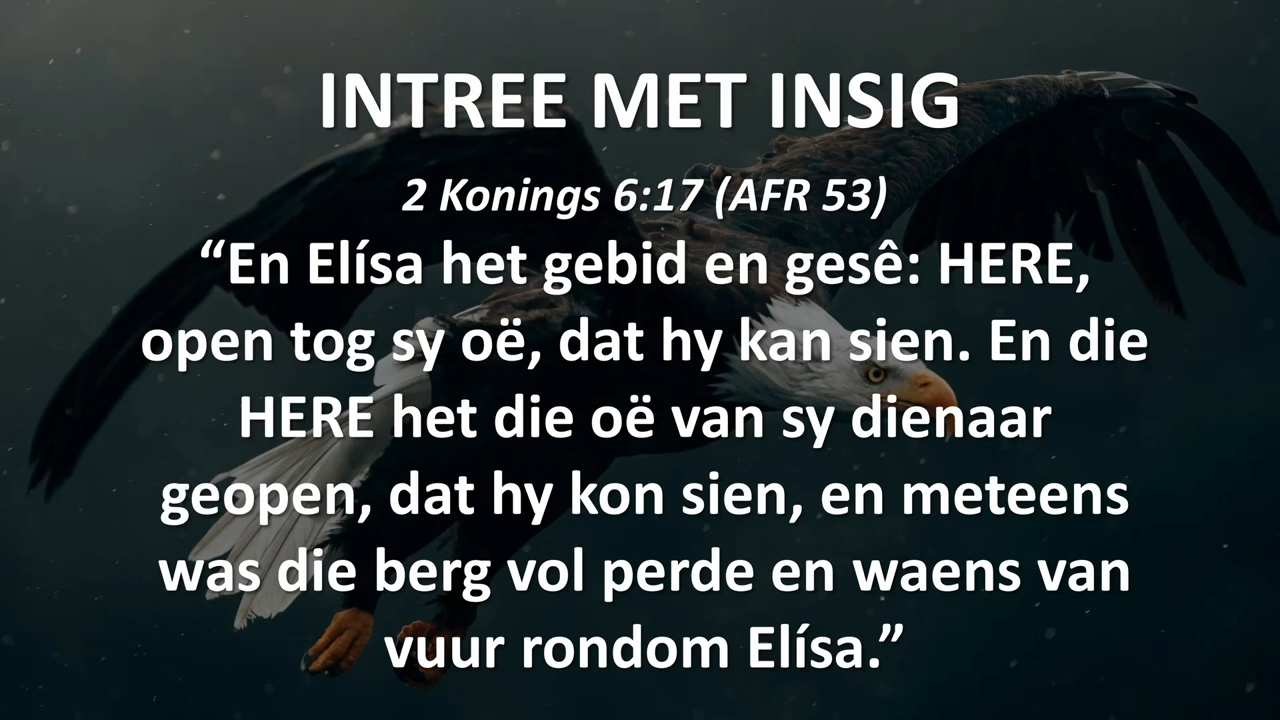 INTREE MET INSIG
2 Konings 6:17 (AFR 53)
“En Elísa het gebid en gesê: HERE,
open tog sy oë, dat hy kan sien. En die
HERE het die oë van sy dienaar
geopen, dat hy kon sien, en meteens
was die berg vol perde en waens van
vuur rondom Elísa.”